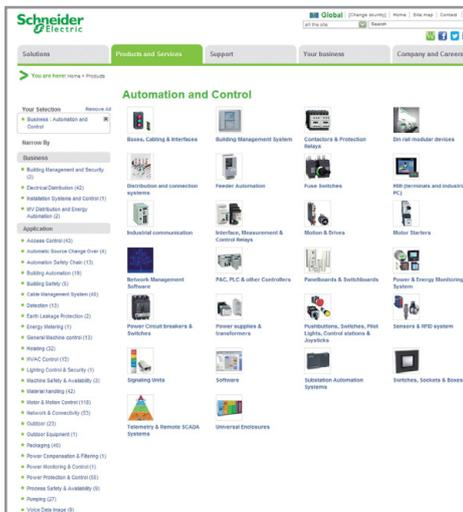 Schneider
Electric
Global | [Change country] | Home | Site map | Contact
all the site
Search
Solutions
Products and Services
Support
Your business
Company and Careers
You are here: Home > Products
Automation and Control
Your Selection
Remove All
Business : Automation and
Control
Narrow By
Business
Building Management and Security
(2)
Electrical Distribution (42)
Installation Systems and Control (1)
MV Distribution and Energy
Automation (2)
Application
Access Control (43)
Automatic Source Change Over (4)
Automation Safety Chain (13)
Building Automation (19)
Building Safety (5)
Cable Management System (45)
Detection (13)
Earth Leakage Protection (2)
Energy Metering (1)
General Machine control (13)
Heating (32)
HVAC Control (15)
Lighting Control & Security (1)
Machine Safety & Availability (3)
Material handling (42)
Motor & Motion Control (118)
Network & Connectivity (53)
Outdoor (23)
Outdoor Equipment (1)
Packaging (40)
Power Compensation & Filtering (1)
Power Monitoring & Control (1)
Power Protection & Control (55)
Process Safety & Availability (9)
Pumping (27)
Voice Data Image (8)
Boxes, Cabling & Interfaces
Building Management System
Contactors & Protection
Relays
Din rail modular devices
Distribution and connection
systems
Feeder Automation
Fuse Switches
HMI (terminals and industri
PC)
Industrial communication
Interface, Measurement &
Control Relays
Motion & Drives
Motor Starters
Network Management
Software
PAC, PLC & other Controllers
Panelboards & Switchboards
Power & Energy Monitoring
System
Power Circuit breakers &
Switches
Power supplies &
transformers
Pushbuttons, Switches, Pilot
Lights, Control stations &
Joysticks
Sensors & RFID system
Signaling Units
Software
Substation Automation
Systems
Switches, Sockets & Boxes
Telemetry & Remote SCADA
Systems
Universal Enclosures